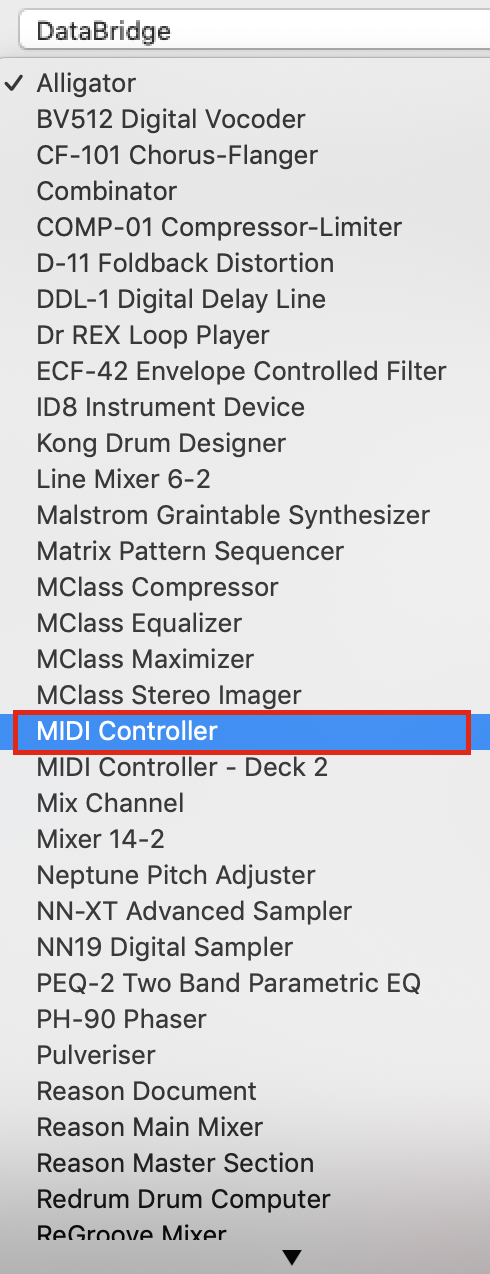 DataBridge
Alligator
BV512 Digital Vocoder
CF-101 Chorus-Flanger
Combinator
COMP-01 Compressor-Limiter
D-11 Foldback Distortion
DDL-1 Digital Delay Line
Dr REX Loop Player
ECF-42 Envelope Controlled Filter
ID8 Instrument Device
Kong Drum Designer
Line Mixer 6-2
Malstrom Graintable Synthesizer
Matrix Pattern Sequencer
MClass Compressor
MClass Equalizer
MClass Maximizer
MClass Stereo Imager
MIDI Controller
MIDI Controller - Deck 2
Mix Channel
Mixer 14-2
Neptune Pitch Adjuster
NN-XT Advanced Sampler
NN19 Digital Sampler
PEQ-2 Two Band Parametric EQ
PH-90 Phaser
Pulveriser
Reason Document
Reason Main Mixer
Reason Master Section
Redrum Drum Computer
ReGroove Mixer